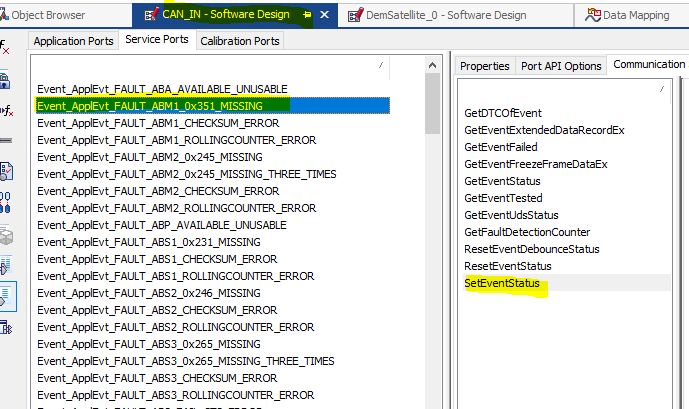 Object Browser
CAN_IN - Software Design
DemSatellite_0 - Software Design
Data Mapping
Application Ports
Service Ports
Calibration Ports
Event_ApplEvt_FAULT_ABA_AVAILABLE_UNUSABLE
Event_ApplEvt_FAULT_ABM1_0x351_MISSING
Event_ApplEvt_FAULT_ABM1_CHECKSUM_ERROR
Event_ApplEvt_FAULT_ABM1_ROLLINGCOUNTER_ERROR
Event_ApplEvt_FAULT_ABM2_0x245_MISSING
Event_ApplEvt_FAULT_ABM2_0x245_MISSING_THREE_TIMES
Event_ApplEvt_FAULT_ABM2_CHECKSUM_ERROR
Event_ApplEvt_FAULT_ABM2_ROLLINGCOUNTER_ERROR
Event_ApplEvt_FAULT_ABP_AVAILABLE_UNUSABLE
Event_ApplEvt_FAULT_ABS1_0x231_MISSING
Event_ApplEvt_FAULT_ABS1_CHECKSUM_ERROR
Event_ApplEvt_FAULT_ABS1_ROLLINGCOUNTER_ERROR
Event_ApplEvt_FAULT_ABS2_0x246_MISSING
Event_ApplEvt_FAULT_ABS2_CHECKSUM_ERROR
Event_ApplEvt_FAULT_ABS2_ROLLINGCOUNTER_ERROR
Event_ApplEvt_FAULT_ABS3_0x265_MISSING
Event_ApplEvt_FAULT_ABS3_0x265_MISSING_THREE_TIMES
Event_ApplEvt_FAULT_ABS3_CHECKSUM_ERROR
Event_ApplEvt_FAULT_ABS3_ROLLINGCOUNTER_ERROR
Properties
Port API Options
Communication
GetDTCOfEvent
GetEventExtendedDataRecordEx
GetEventFailed
GetEventFreezeFrameDataEx
GetEventStatus
GetEventTested
GetEventUdsStatus
GetFaultDetectionCounter
ResetEventDebounceStatus
ResetEventStatus
SetEventStatus